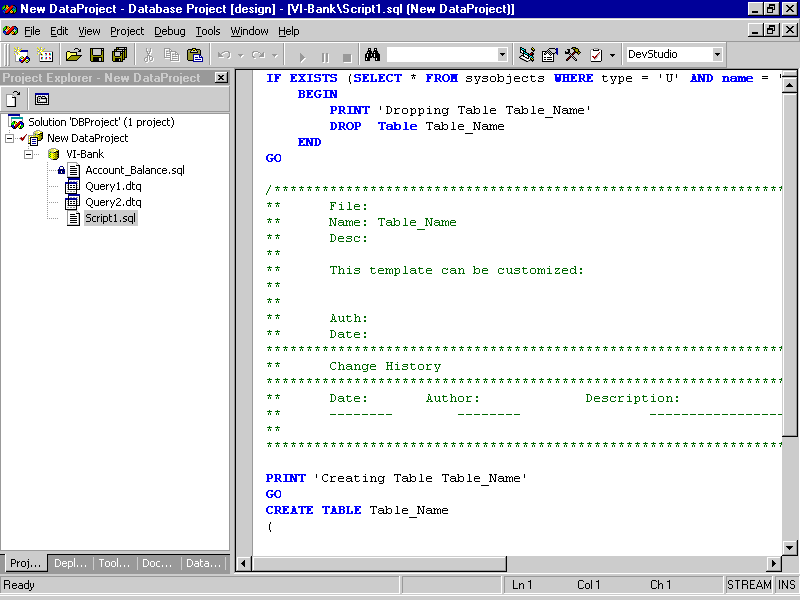 New DataProject - Database Project [design] - [VI-Bank\Script1.sql (New DataProject)]
File Edit View Project Debug Tools Window Help
DevStudio
Project Explorer - New DataProject
Solution 'DBProject' (1 project)
New DataProject
VI-Bank
Account_Balance.sql
Query1.dtq
Query2.dtq
Script1.sql
Proj... Depl... Tool... Doc... Data...
IF EXISTS (SELECT * FROM sysobjects WHERE type = 'U' AND name = '
BEGIN
PRINT 'Dropping Table Table_Name'
DROP Table Table_Name
END
GO
/****************************************************************
** File:
** Name: Table_Name
** Desc:
**
** This template can be customized:
**
**
** Auth:
** Date:
*****************************************************************
** Change History
*****************************************************************
** Date: Author: Description:
** -------- -------- -----------------
**
*****************************************************************
PRINT 'Creating Table Table_Name'
GO
CREATE TABLE Table_Name
(
Ready Ln 1 Col 1 Ch 1 STREAM INS